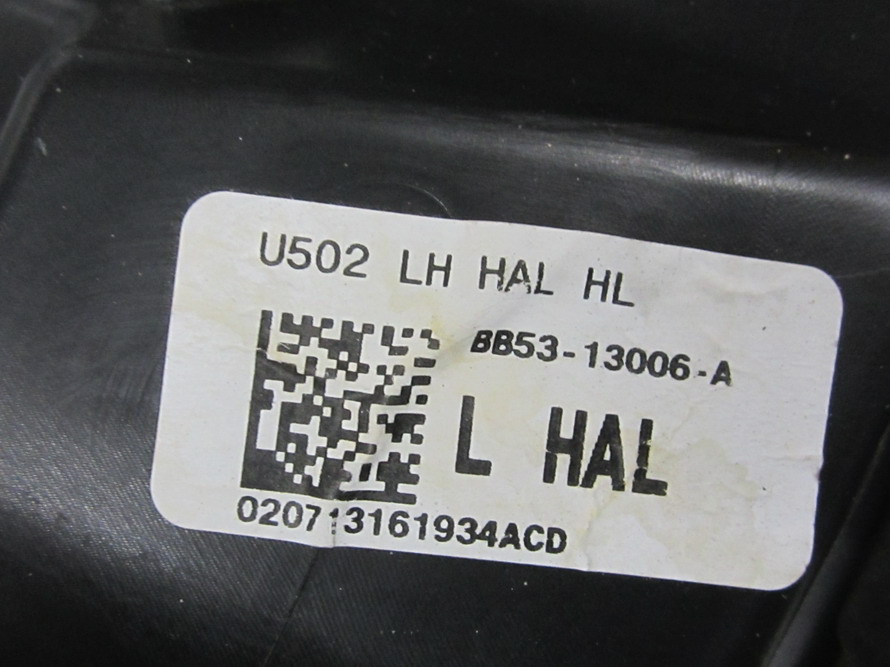 U502 LH HAL HL
BB53-13006-A
L HAL
020713161934ACD